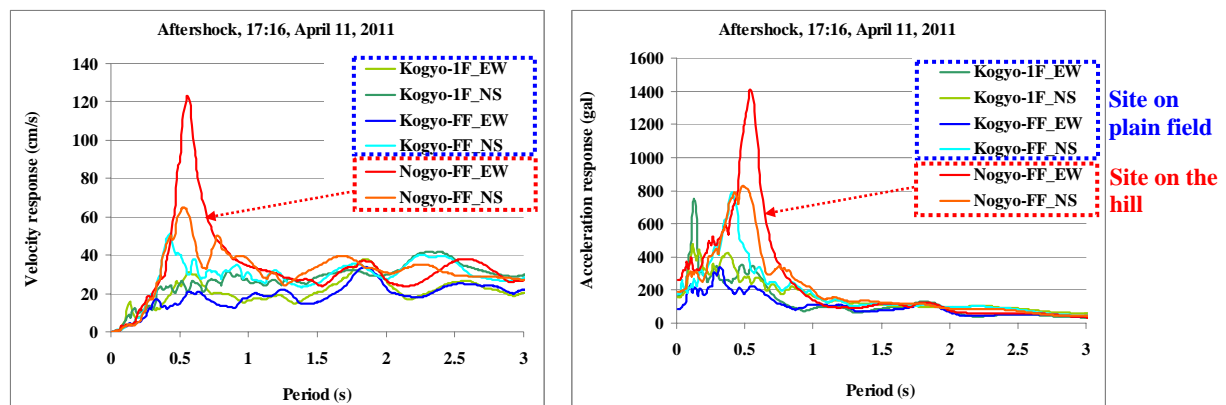 Aftershock, 17:16, April 11, 2011
140
120
100
80
60
40
20
0
Velocity response (cm/s)
0
0.5
1
1.5
2
2.5
3
Period (s)
Kogyo-1F_EW
Kogyo-1F_NS
Kogyo-FF_EW
Kogyo-FF_NS
Nogyo-FF_EW
Nogyo-FF_NS
Aftershock, 17:16, April 11, 2011
1600
1400
1200
1000
800
600
400
200
0
Acceleration response (gal)
0
0.5
1
1.5
2
2.5
3
Period (s)
Kogyo-1F_EW
Kogyo-1F_NS
Kogyo-FF_EW
Kogyo-FF_NS
Nogyo-FF_EW
Nogyo-FF_NS
Site on
plain field
Site on the
hill